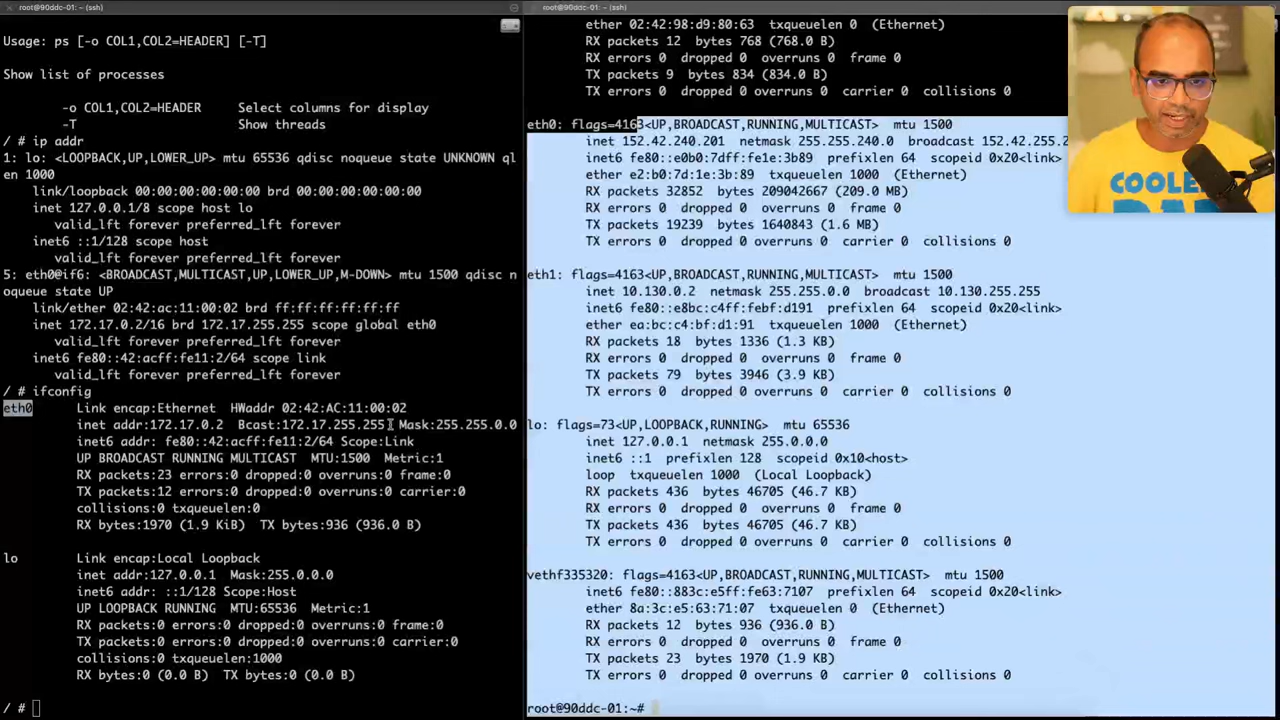 root@90ddc-01: (ssh)
Usage: ps [-o COL1,COL2=HEADER] [-T]
Show list of processes
-o COL1,COL2=HEADER     Select columns for display
-T                      Show threads
/ # ip addr
1: lo: <LOOPBACK,UP,LOWER_UP> mtu 65536 qdisc noqueue state UNKNOWN ql
en 1000
link/loopback 00:00:00:00:00:00 brd 00:00:00:00:00:00
inet 127.0.0.1/8 scope host lo
valid_lft forever preferred_lft forever
inet6 ::1/128 scope host
valid_lft forever preferred_lft forever
5: eth0@if6: <BROADCAST,MULTICAST,UP,LOWER_UP,M-DOWN> mtu 1500 qdisc n
oqueue state UP
link/ether 02:42:ac:11:00:02 brd ff:ff:ff:ff:ff:ff
inet 172.17.0.2/16 brd 172.17.255.255 scope global eth0
valid_lft forever preferred_lft forever
inet6 fe80::42:acff:fe11:2/64 scope link
valid_lft forever preferred_lft forever
/ # ifconfig
eth0      Link encap:Ethernet  HWaddr 02:42:AC:11:00:02
inet addr:172.17.0.2  Bcast:172.17.255.255  Mask:255.255.0.0
inet6 addr: fe80::42:acff:fe11:2/64 Scope:Link
UP BROADCAST RUNNING MULTICAST  MTU:1500  Metric:1
RX packets:23 errors:0 dropped:0 overruns:0 frame:0
TX packets:12 errors:0 dropped:0 overruns:0 carrier:0
collisions:0 txqueuelen:0
RX bytes:1970 (1.9 KiB)  TX bytes:936 (936.0 B)
lo        Link encap:Local Loopback
inet addr:127.0.0.1  Mask:255.0.0.0
inet6 addr: ::1/128 Scope:Host
UP LOOPBACK RUNNING  MTU:65536  Metric:1
RX packets:0 errors:0 dropped:0 overruns:0 frame:0
TX packets:0 errors:0 dropped:0 overruns:0 carrier:0
collisions:0 txqueuelen:1000
RX bytes:0 (0.0 B)  TX bytes:0 (0.0 B)
/ #
root@90ddc-01: (ssh)
ether 02:42:98:d9:80:63  txqueuelen 0  (Ethernet)
RX packets 12  bytes 768 (768.0 B)
RX errors 0  dropped 0  overruns 0  frame 0
TX packets 9  bytes 834 (834.0 B)
TX errors 0  dropped 0 overruns 0  carrier 0  collisions 0
eth0: flags=4163<UP,BROADCAST,RUNNING,MULTICAST>  mtu 1500
inet 152.42.240.201  netmask 255.255.240.0  broadcast 152.42.2
inet6 fe80::e0b0:7dff:fe1e:3b89  prefixlen 64  scopeid 0x20<link>
ether e2:b0:7d:1e:3b:89  txqueuelen 1000  (Ethernet)
RX packets 32852  bytes 209042667 (209.0 MB)
RX errors 0  dropped 0  overruns 0  frame 0
TX packets 19239  bytes 1640843 (1.6 MB)
TX errors 0  dropped 0 overruns 0  carrier 0  collisions 0
eth1: flags=4163<UP,BROADCAST,RUNNING,MULTICAST>  mtu 1500
inet 10.130.0.2  netmask 255.255.0.0  broadcast 10.130.255.255
inet6 fe80::e8bc:c4ff:febf:d191  prefixlen 64  scopeid 0x20<link>
ether ea:bc:c4:bf:d1:91  txqueuelen 1000  (Ethernet)
RX packets 18  bytes 1336 (1.3 KB)
RX errors 0  dropped 0  overruns 0  frame 0
TX packets 79  bytes 3946 (3.9 KB)
TX errors 0  dropped 0 overruns 0  carrier 0  collisions 0
lo: flags=73<UP,LOOPBACK,RUNNING>  mtu 65536
inet 127.0.0.1  netmask 255.0.0.0
inet6 ::1  prefixlen 128  scopeid 0x10<host>
loop  txqueuelen 1000  (Local Loopback)
RX packets 436  bytes 46705 (46.7 KB)
RX errors 0  dropped 0  overruns 0  frame 0
TX packets 436  bytes 46705 (46.7 KB)
TX errors 0  dropped 0 overruns 0  carrier 0  collisions 0
vethf335320: flags=4163<UP,BROADCAST,RUNNING,MULTICAST>  mtu 1500
inet6 fe80::883c:e5ff:fe63:7107  prefixlen 64  scopeid 0x20<link>
ether 8a:3c:e5:63:71:07  txqueuelen 0  (Ethernet)
RX packets 12  bytes 936 (936.0 B)
RX errors 0  dropped 0  overruns 0  frame 0
TX packets 23  bytes 1970 (1.9 KB)
TX errors 0  dropped 0 overruns 0  carrier 0  collisions 0
root@90ddc-01:~#